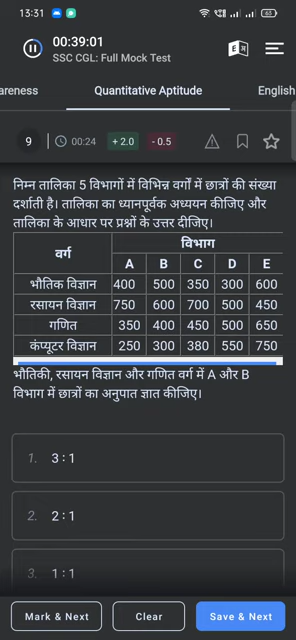 13:31
60
00:39:01
SSC CGL: Full Mock Test
areness Quantitative Aptitude English
9 00:24 + 2.0 - 0.5
निम्न तालिका 5 विभागों में विभिन्न वर्गों में छात्रों की संख्या
दर्शाती है। तालिका का ध्यानपूर्वक अध्ययन कीजिए और
तालिका के आधार पर प्रश्नों के उत्तर दीजिए।
वर्ग विभाग
A B C D E
भौतिक विज्ञान 400 500 350 300 600
रसायन विज्ञान 750 600 700 500 450
गणित 350 400 450 500 650
कंप्यूटर विज्ञान 250 300 380 550 750
भौतिकी, रसायन विज्ञान और गणित वर्ग में A और B
विभाग में छात्रों का अनुपात ज्ञात कीजिए।
1. 3 : 1
2. 2 : 1
3. 1 : 1
Mark & Next Clear Save & Next